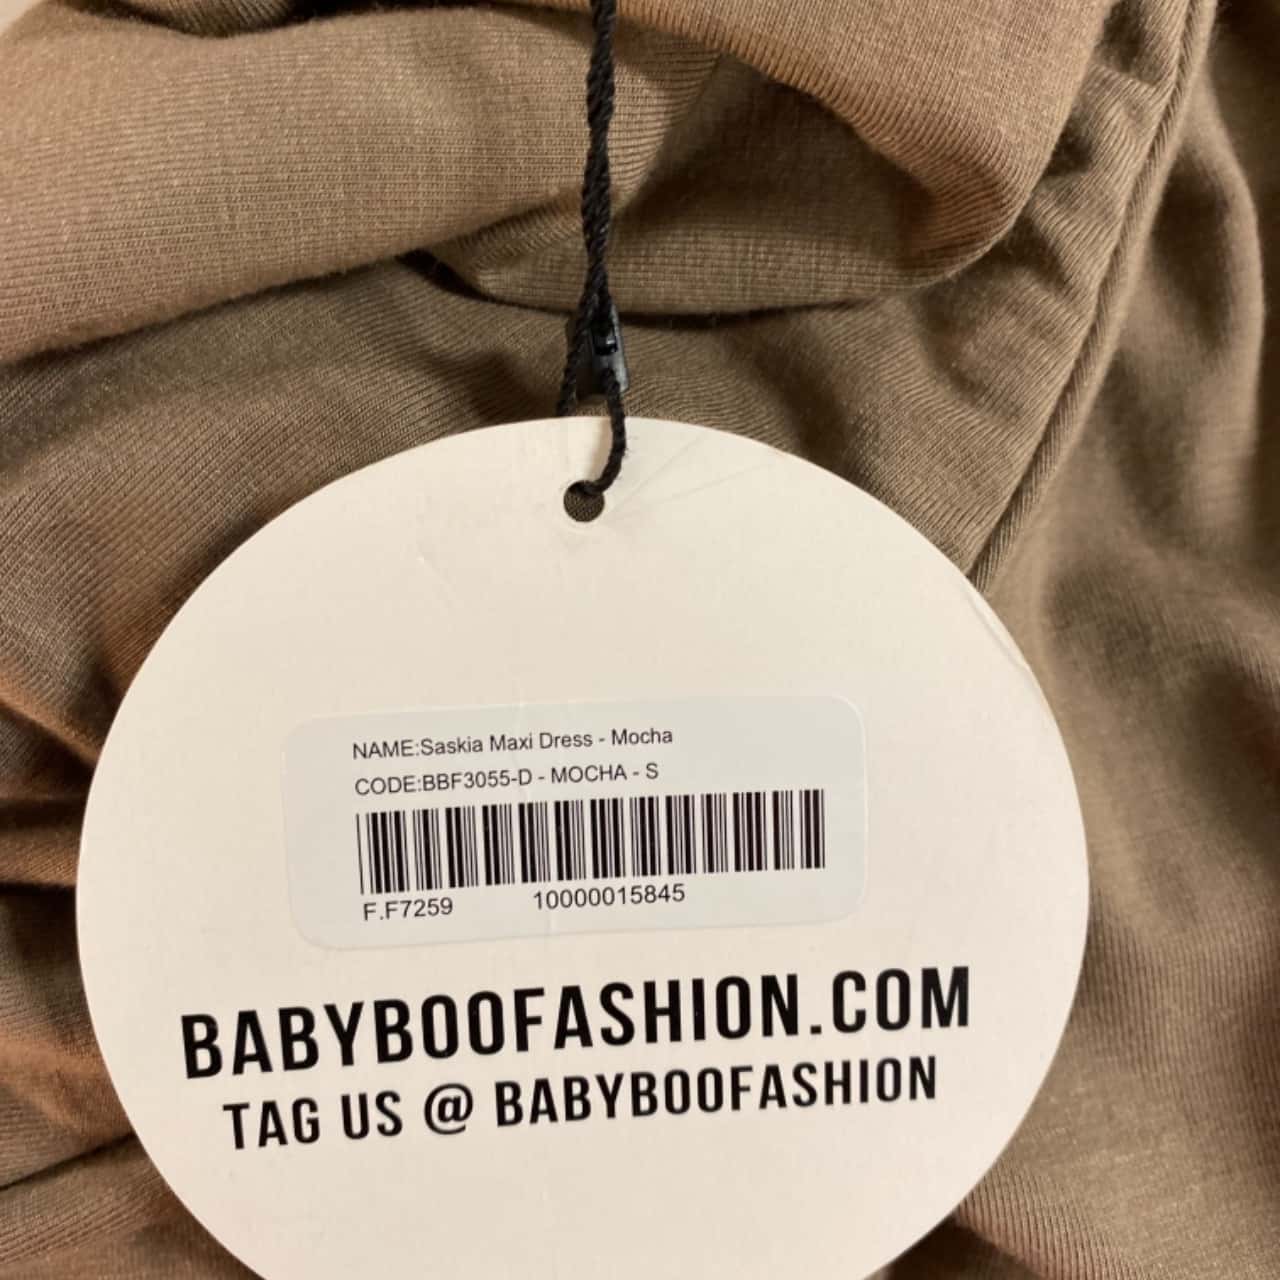 NAME:Saskia Maxi Dress - Mocha
CODE:BBF3055-D - MOCHA - S
F.F7259 10000015845
BABYBOOFASHION.COM
TAG US @ BABYBOOFASHION